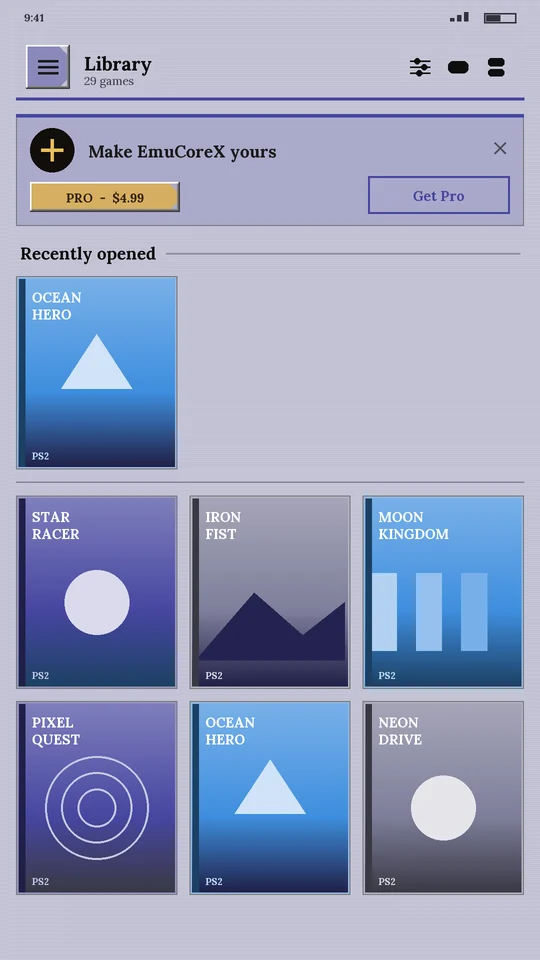 9:41
Library
29 games
Make EmuCoreX yours
PRO - $4.99
Get Pro
Recently opened
OCEAN
HERO
PS2
STAR
RACER
PS2
IRON
FIST
PS2
MOON
KINGDOM
PS2
PIXEL
QUEST
PS2
OCEAN
HERO
PS2
NEON
DRIVE
PS2